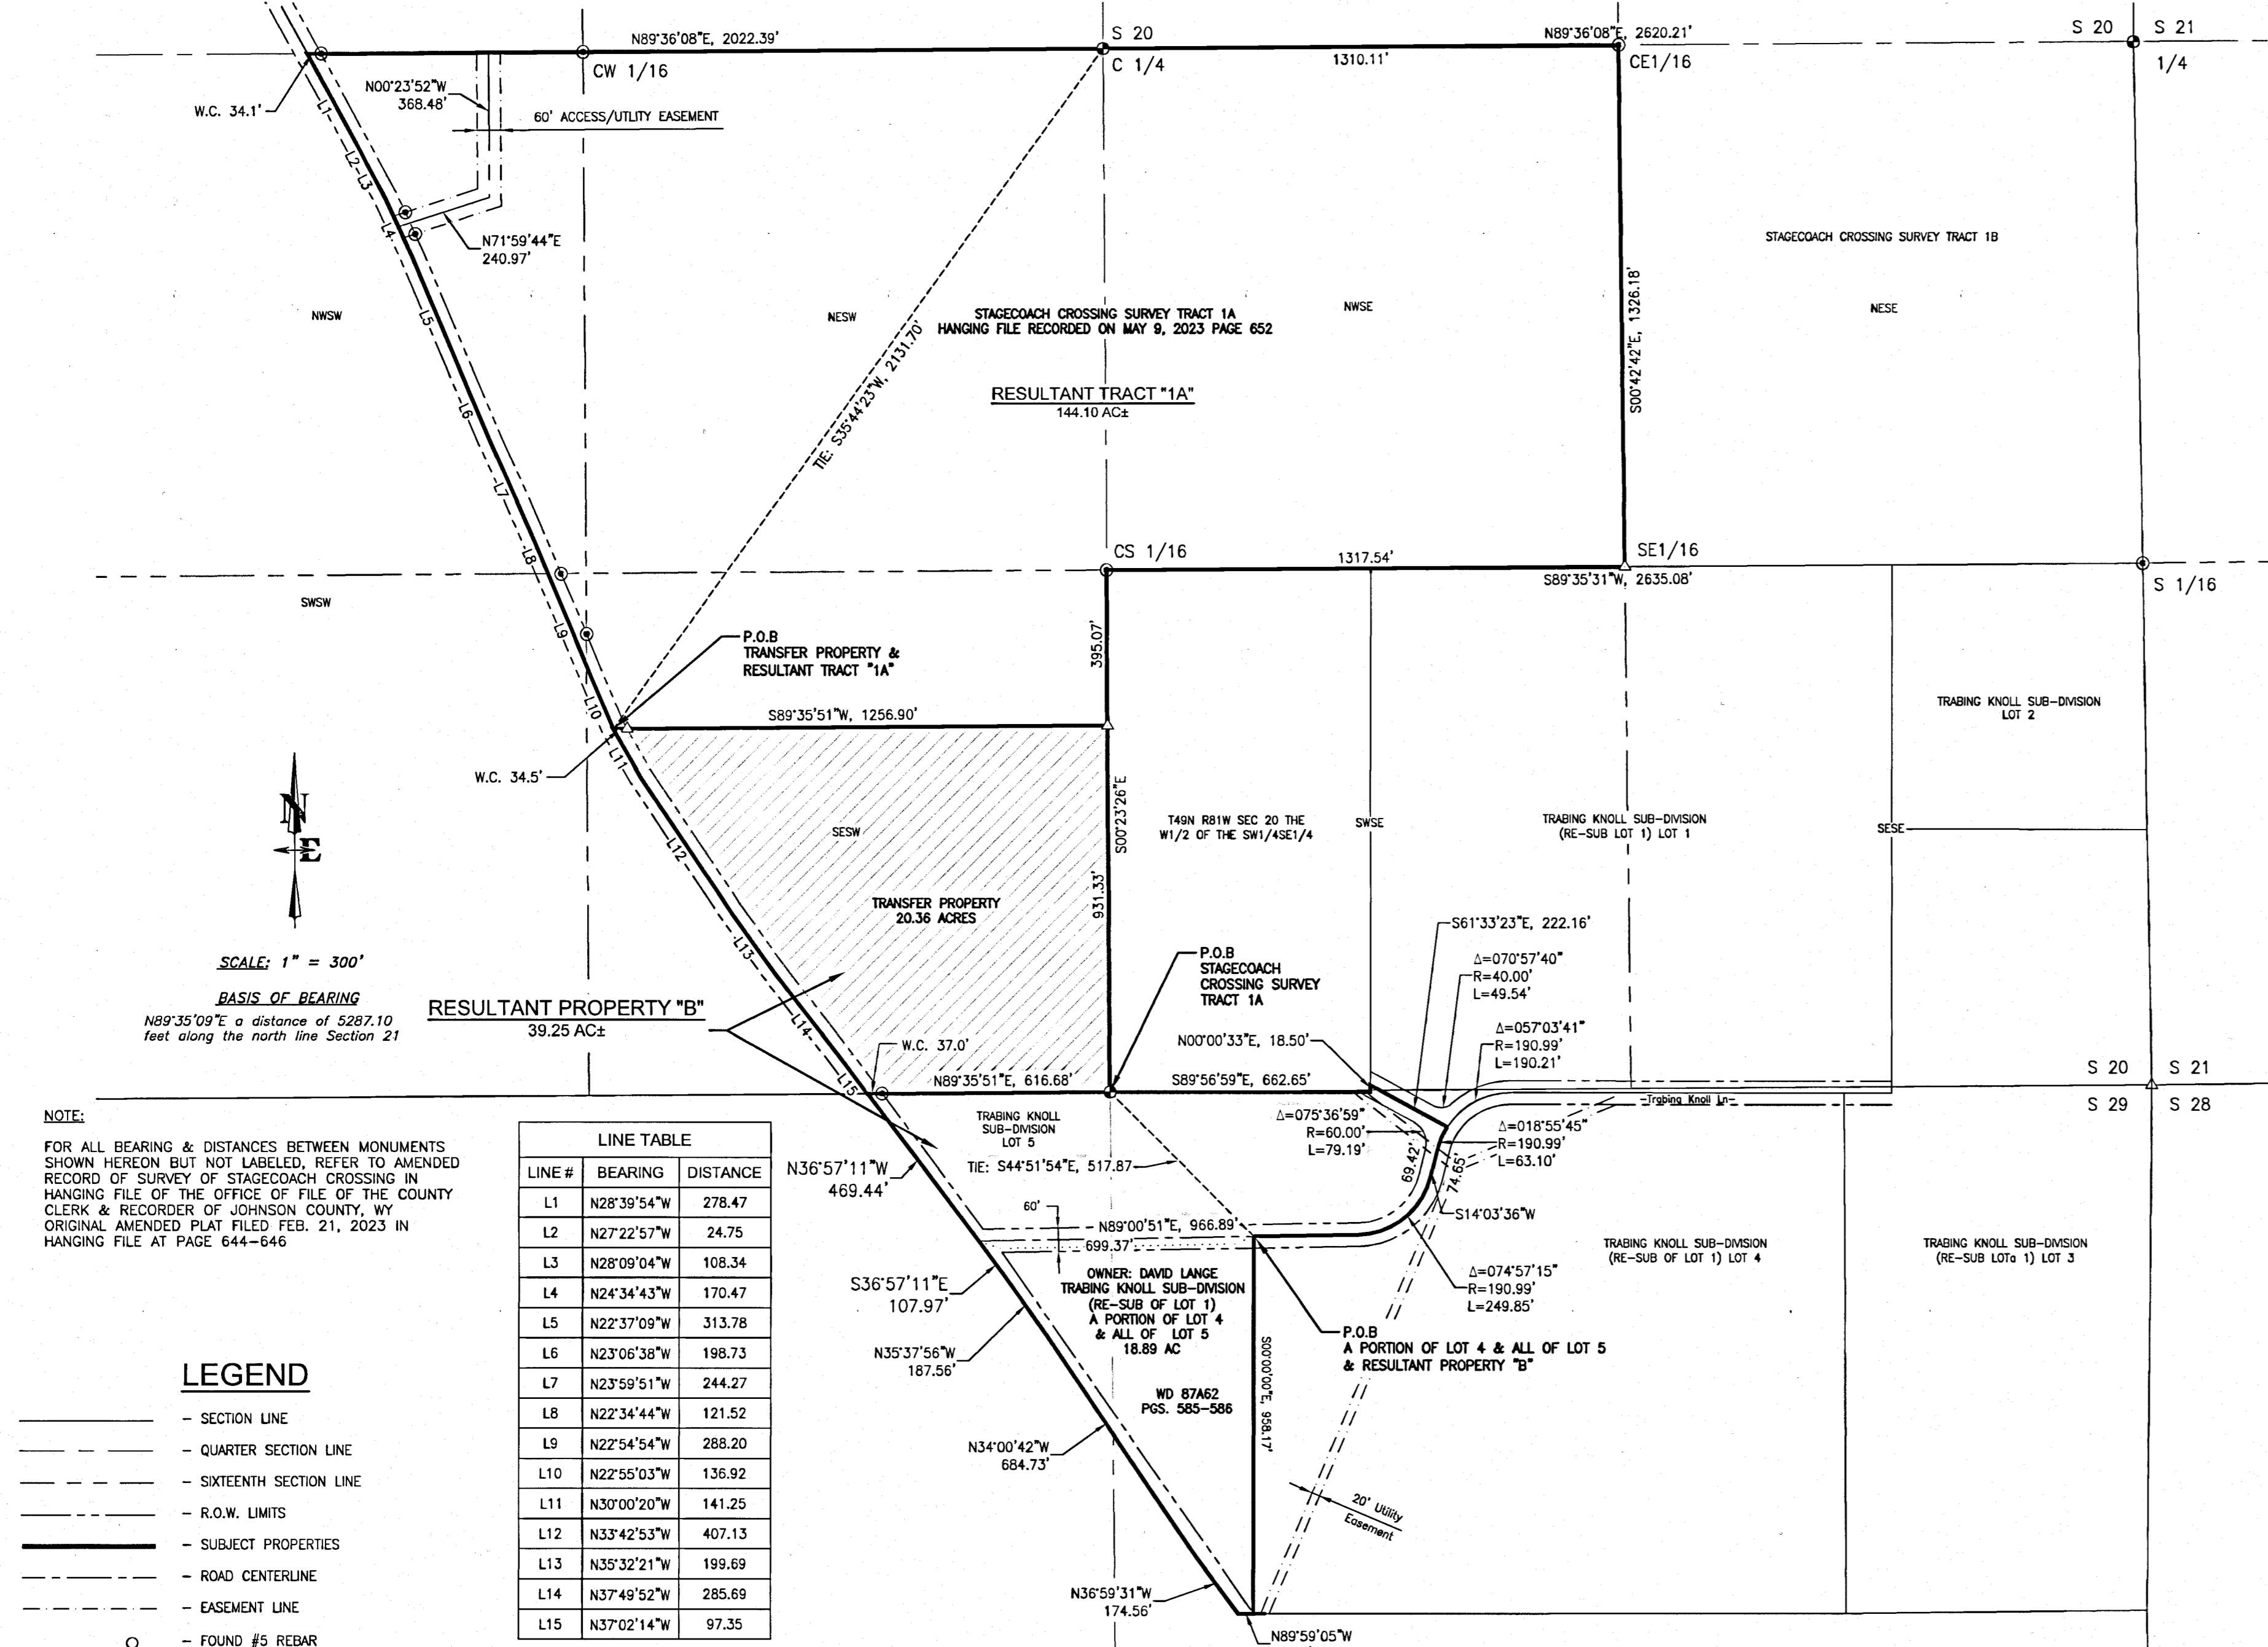 N89°36'08"E, 2022.39'
S 20
N89°36'08"E, 2620.21'
S 20
S 21
CW 1/16
C 1/4
1310.11'
CE1/16
1/4
W.C. 34.1'
N00°23'52"W
368.48'
60' ACCESS/UTLITY EASEMENT
L1
L2
L3
L4
N71°59'44"E
240.97'
STAGECOACH CROSSING SURVEY TRACT 1B
NWSW
L5
NESW
STAGECOACH CROSSING SURVEY TRACT 1A
HANGING FILE RECORDED ON MAY 9, 2023 PAGE 652
NWSE
NESE
S00°42'42"E, 1326.18'
TIE: S35°44'23"W, 2131.70'
RESULTANT TRACT "1A"
144.10 AC±
L6
L7
L8
CS 1/16
1317.54'
SE1/16
S89°35'31"W, 2635.08'
S 1/16
SWSW
L9
P.O.B
TRANSFER PROPERTY &
RESULTANT TRACT "1A"
395.07'
L10
S89°35'51"W, 1256.90'
TRABING KNOLL SUB-DIVISION
LOT 2
L11
W.C. 34.5'
N
E
S00°23'26"E
L12
SESW
T49N R81W SEC 20 THE
W1/2 OF THE SW1/4SE1/4
SWSE
TRABING KNOLL SUB-DIVISION
(RE-SUB LOT 1) LOT 1
SESE
TRANSFER PROPERTY
20.36 ACRES
931.33'
S61°33'23"E, 222.16'
L13
SCALE: 1" = 300'
P.O.B
STAGECOACH
CROSSING SURVEY
TRACT 1A
Δ=070°57'40"
R=40.00'
L=49.54'
BASIS OF BEARING
N89°35'09"E a distance of 5287.10
feet along the north line Section 21
RESULTANT PROPERTY "B"
39.25 AC±
L14
W.C. 37.0'
N00°00'33"E, 18.50'
Δ=057°03'41"
R=190.99'
L=190.21'
L15
N89°35'51"E, 616.68'
S89°56'59"E, 662.65'
S 20
S 21
S 29
S 28
Trabing Knoll Ln
NOTE:
FOR ALL BEARING & DISTANCES BETWEEN MONUMENTS
SHOWN HEREON BUT NOT LABELED, REFER TO AMENDED
RECORD OF SURVEY OF STAGECOACH CROSSING IN
HANGING FILE OF THE OFFICE OF FILE OF THE COUNTY
CLERK & RECORDER OF JOHNSON COUNTY, WY
ORIGINAL AMENDED PLAT FILED FEB. 21, 2023 IN
HANGING FILE AT PAGE 644-646
TRABING KNOLL
SUB-DIVISION
LOT 5
Δ=075°36'59"
R=60.00'
L=79.19'
Δ=018°55'45"
R=190.99'
L=63.10'
N36°57'11"W
469.44'
TIE: S44°51'54"E, 517.87
69.42'
74.65'
S14°03'36"W
60'
N89°00'51"E, 966.89'
699.37'
TRABING KNOLL SUB-DIVISION
(RE-SUB OF LOT 1) LOT 4
TRABING KNOLL SUB-DIVISION
(RE-SUB LOTa 1) LOT 3
S36°57'11"E
107.97'
OWNER: DAVID LANGE
TRABING KNOLL SUB-DIVISION
(RE-SUB OF LOT 1)
A PORTION OF LOT 4
& ALL OF LOT 5
18.89 AC
Δ=074°57'15"
R=190.99'
L=249.85'
N35°37'56"W
187.56'
P.O.B
A PORTION OF LOT 4 & ALL OF LOT 5
& RESULTANT PROPERTY "B"
WD 87A62
PGS. 585-586
S00°00'00"E, 958.17'
N34°00'42"W
684.73'
20' Utility
Easement
N36°59'31"W
174.56'
N89°59'05"W
LINE TABLE
LINE # BEARING DISTANCE
L1 N28°39'54"W 278.47
L2 N27°22'57"W 24.75
L3 N28°09'04"W 108.34
L4 N24°34'43"W 170.47
L5 N22°37'09"W 313.78
L6 N23°06'38"W 198.73
L7 N23°59'51"W 244.27
L8 N22°34'44"W 121.52
L9 N22°54'54"W 288.20
L10 N22°55'03"W 136.92
L11 N30°00'20"W 141.25
L12 N33°42'53"W 407.13
L13 N35°32'21"W 199.69
L14 N37°49'52"W 285.69
L15 N37°02'14"W 97.35
LEGEND
- SECTION LINE
- QUARTER SECTION LINE
- SIXTEENTH SECTION LINE
- R.O.W. LIMITS
- SUBJECT PROPERTIES
- ROAD CENTERLINE
- EASEMENT LINE
- FOUND #5 REBAR